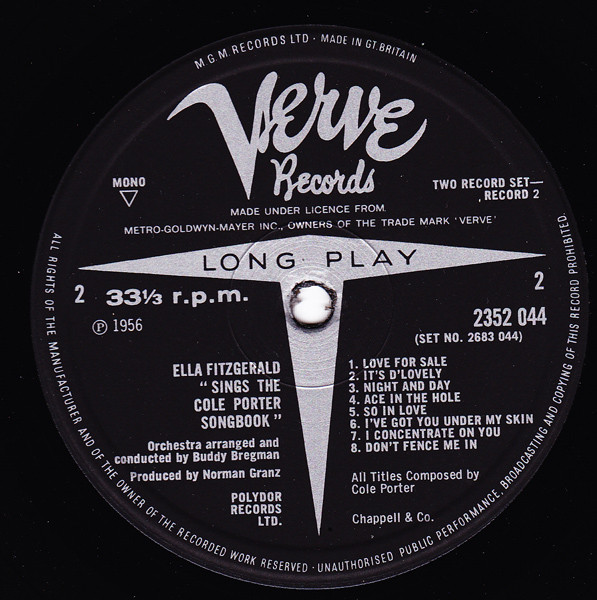 M.G.M RECORDS LTD · MADE IN GT. BRITAIN
Verve
Records
MONO
TWO RECORD SET—
, RECORD 2
MADE UNDER LICENCE FROM
METRO-GOLDWYN-MAYER INC., OWNERS OF THE TRADE MARK 'VERVE'
LONG PLAY
2 33⅓ r.p.m.
2
℗ 1956
2352 044
(SET NO. 2683 044)
ELLA FITZGERALD
" SINGS THE
COLE PORTER
SONGBOOK "
Orchestra arranged and
conducted by Buddy Bregman
Produced by Norman Granz
POLYDOR
RECORDS
LTD.
1. LOVE FOR SALE
2. IT'S D'LOVELY
3. NIGHT AND DAY
4. ACE IN THE HOLE
5. SO IN LOVE
6. I'VE GOT YOU UNDER MY SKIN
7. I CONCENTRATE ON YOU
8. DON'T FENCE ME IN
All Titles Composed by
Cole Porter
Chappell & Co.
ALL RIGHTS OF THE MANUFACTURER AND OF THE OWNER OF THE RECORDED WORK RESERVED · UNAUTHORISED PUBLIC PERFORMANCE, BROADCASTING AND COPYING OF THIS RECORD PROHIBITED.